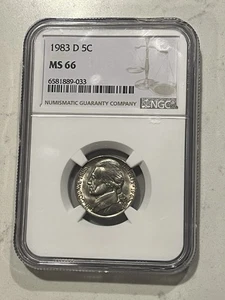 1983 D 5C
MS 66
6581889-033
NUMISMATIC GUARANTY COMPANY
NGC